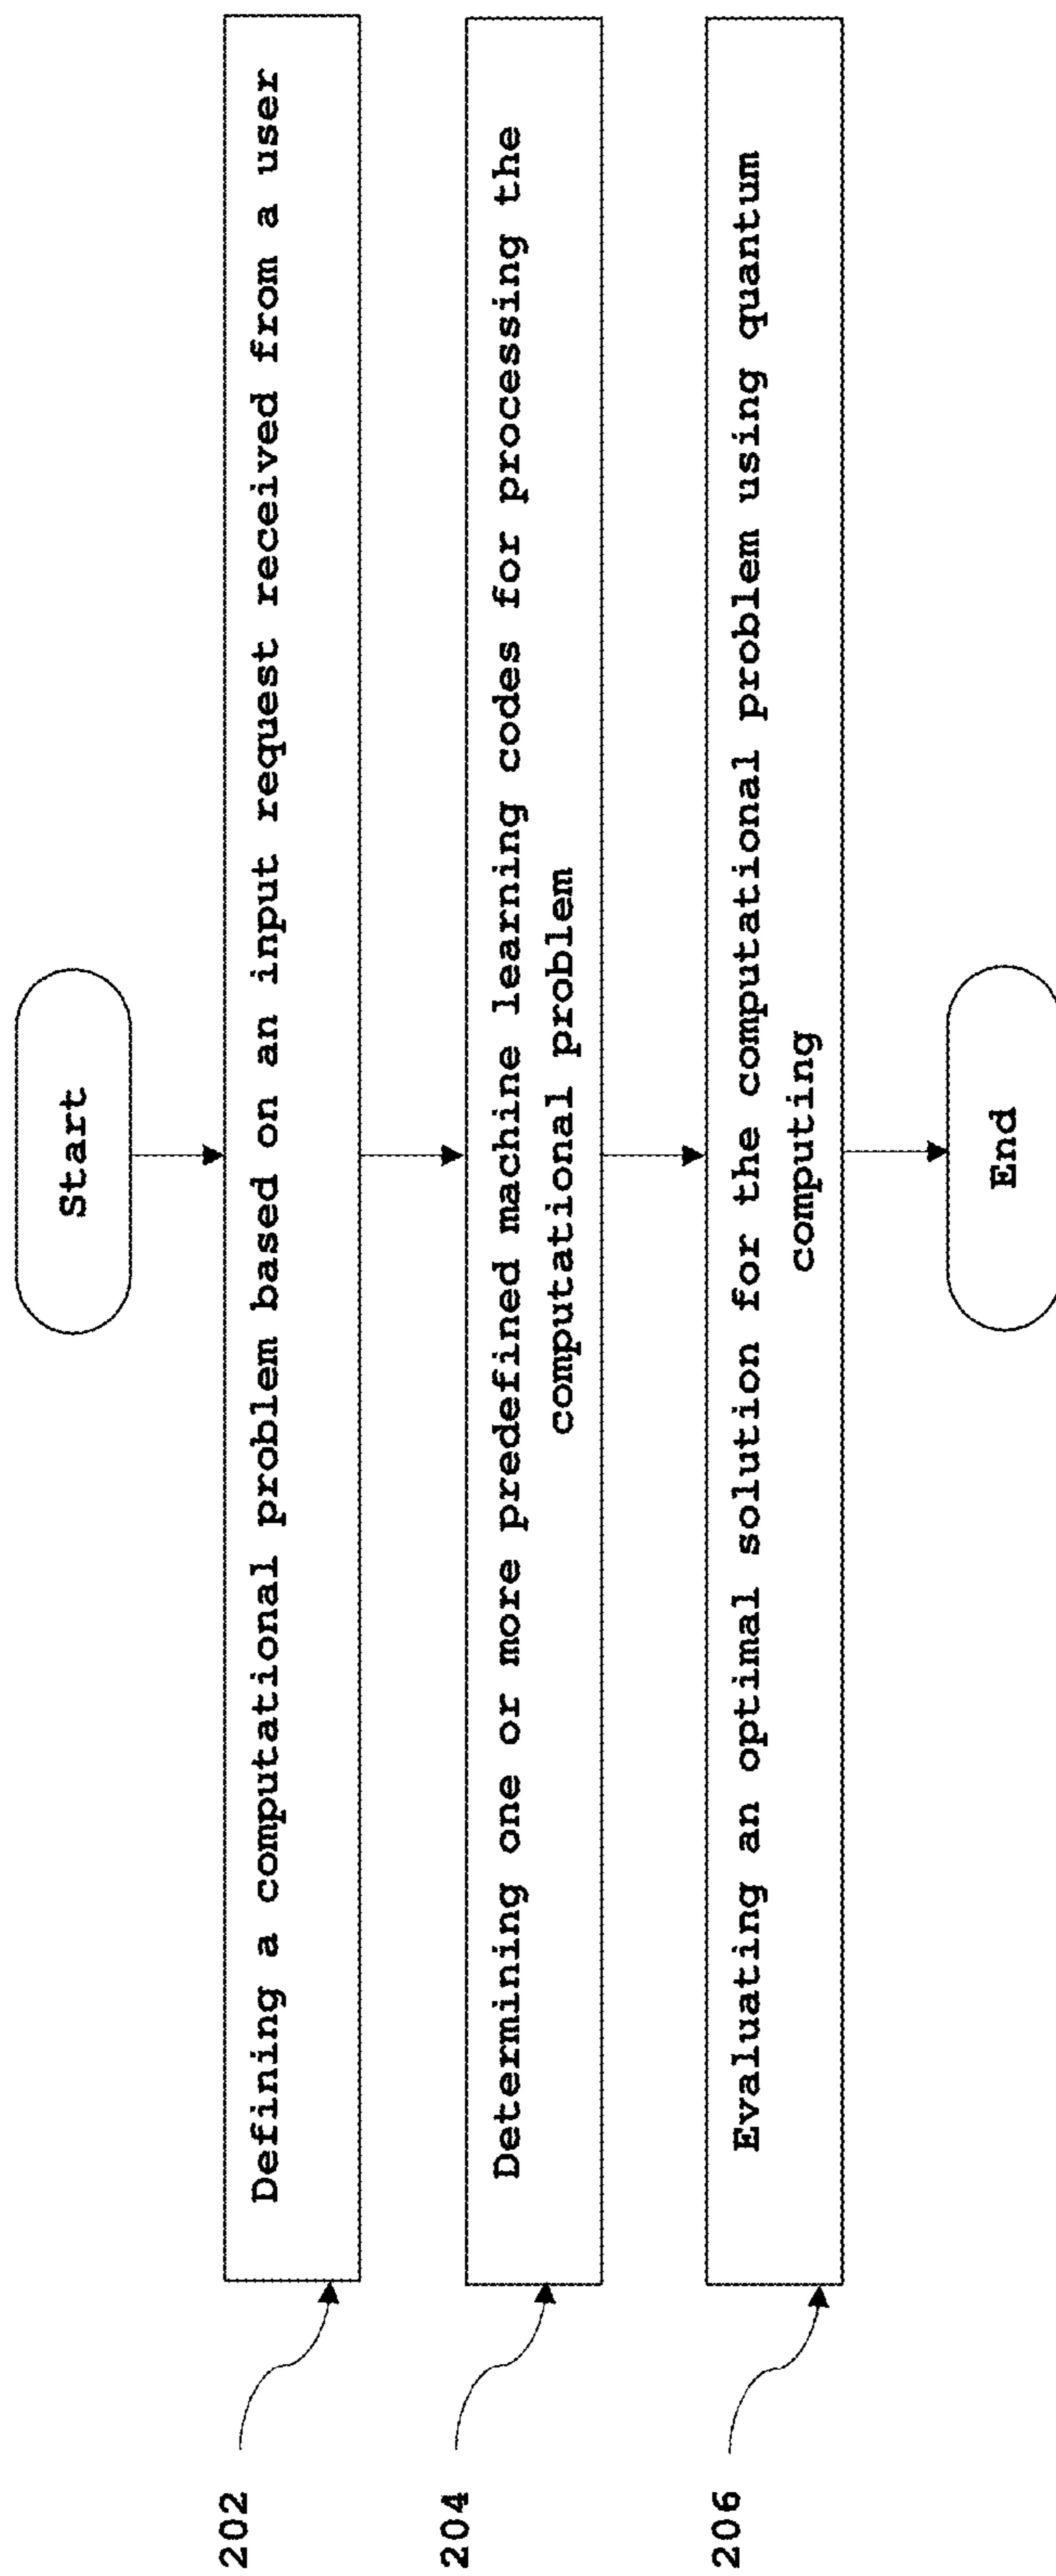 Start
202
Defining a computational problem based on an input request received from a user
204
Determining one or more predefined machine learning codes for processing the
computational problem
206
Evaluating an optimal solution for the computational problem using quantum
computing
End